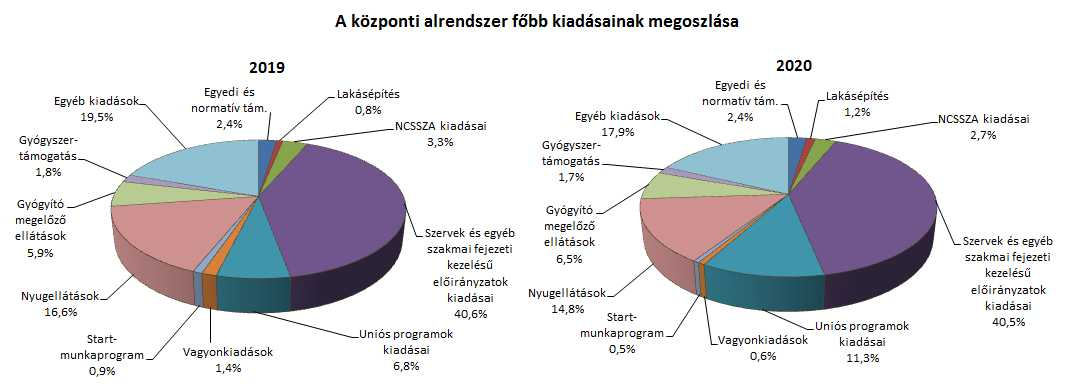 A központi alrendszer főbb kiadásainak megoszlása
2019
Egyedi és
normatív tám.
2,4%
Lakásépítés
0,8%
NCSSZA kiadásai
3,3%
Szervek és egyéb
szakmai fejezeti
kezelésű
előirányzatok
kiadásai
40,6%
Uniós programok
kiadásai
6,8%
Vagyonkiadások
1,4%
Start-
munkaprogram
0,9%
Nyugellátások
16,6%
Gyógyító
megelőző
ellátások
5,9%
Gyógyszer-
támogatás
1,8%
Egyéb kiadások
19,5%
2020
Egyedi és
normatív tám.
2,4%
Lakásépítés
1,2%
NCSSZA kiadásai
2,7%
Szervek és egyéb
szakmai fejezeti
kezelésű
előirányzatok
kiadásai
40,5%
Uniós programok
kiadásai
11,3%
Vagyonkiadások
0,6%
Start-
munkaprogram
0,5%
Nyugellátások
14,8%
Gyógyító
megelőző
ellátások
6,5%
Gyógyszer-
támogatás
1,7%
Egyéb kiadások
17,9%